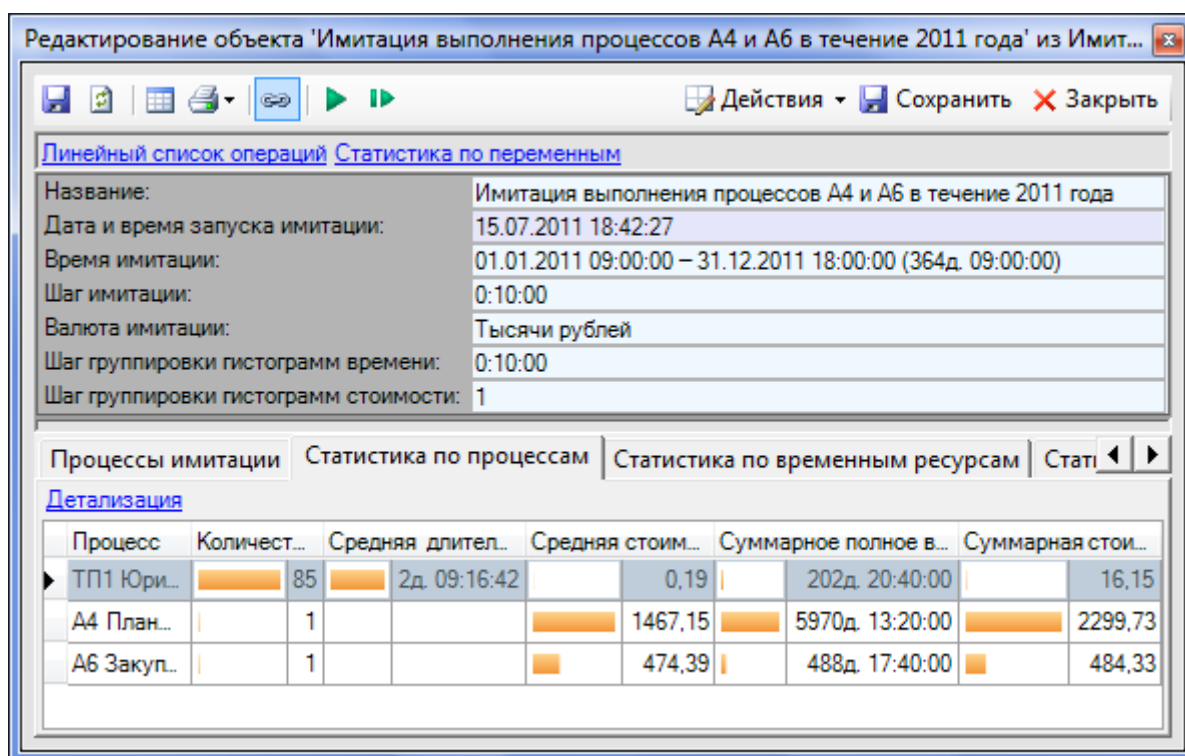 Редактирование объекта 'Имитация выполнения процессов А4 и А6 в течение 2011 года' из Имит...
Действия Сохранить Закрыть
Линейный список операций Статистика по переменным
Название: Имитация выполнения процессов А4 и А6 в течение 2011 года
Дата и время запуска имитации: 15.07.2011 18:42:27
Время имитации: 01.01.2011 09:00:00 – 31.12.2011 18:00:00 (364д. 09:00:00)
Шаг имитации: 0:10:00
Валюта имитации: Тысячи рублей
Шаг группировки гистограмм времени: 0:10:00
Шаг группировки гистограмм стоимости: 1
Процессы имитации Статистика по процессам Статистика по временным ресурсам Стати
Детализация
Процесс Количест... Средняя длител... Средняя стоим... Суммарное полное в... Суммарная стои...
ТП1 Юри... 85 2д. 09:16:42 0,19 202д. 20:40:00 16,15
А4 План... 1 1467,15 5970д. 13:20:00 2299,73
А6 Закуп... 1 474,39 488д. 17:40:00 484,33